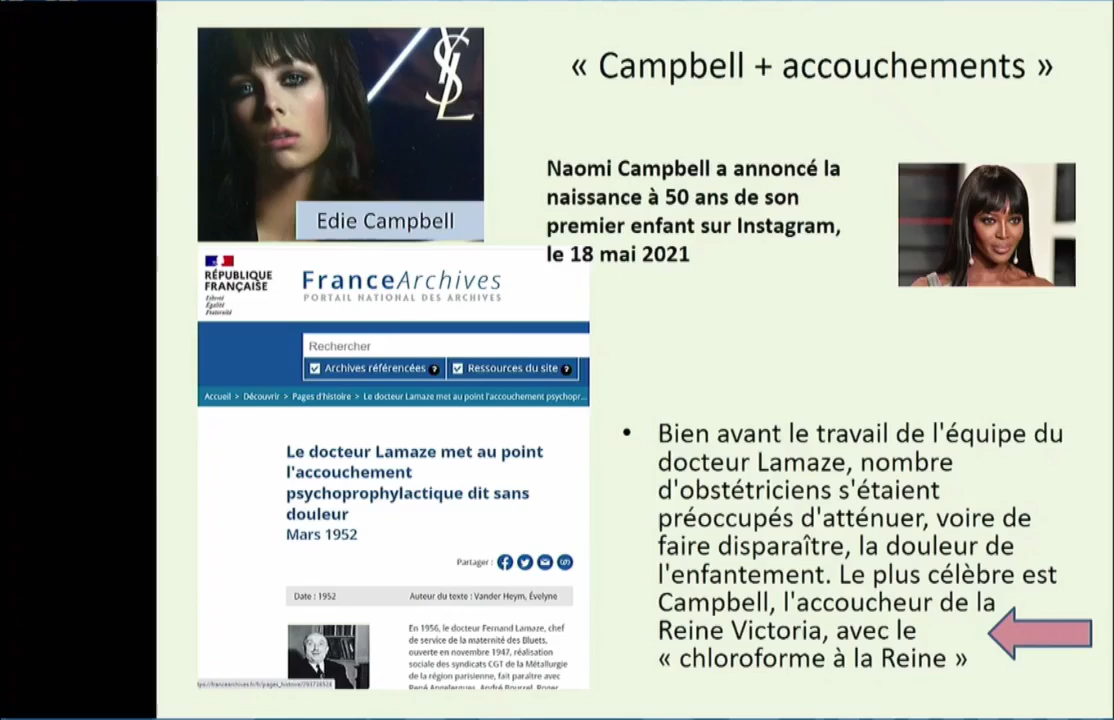 « Campbell + accouchements »
YSL
Edie Campbell
Naomi Campbell a annoncé la
naissance à 50 ans de son
premier enfant sur Instagram,
le 18 mai 2021
RÉPUBLIQUE
FRANÇAISE
Liberté
Égalité
Fraternité
FranceArchives
PORTAIL NATIONAL DES ARCHIVES
Rechercher
Archives référencées ?
Ressources du site ?
Accueil > Découvrir > Pages d'histoire > Le docteur Lamaze met au point l'accouchement psychopr...
Le docteur Lamaze met au point
l'accouchement
psychoprophylactique dit sans
douleur
Mars 1952
Partager :
Date : 1952
Auteur du texte : Vander Heym, Évelyne
En 1956, le docteur Fernand Lamaze, chef
de service de la maternité des Bluets,
ouverte en novembre 1947, réalisation
sociale des syndicats CGT de la Métallurgie
de la région parisienne, fait paraître avec
René Angelergues, André Bourrel, Roger
• Bien avant le travail de l'équipe du
docteur Lamaze, nombre
d'obstétriciens s'étaient
préoccupés d'atténuer, voire de
faire disparaître, la douleur de
l'enfantement. Le plus célèbre est
Campbell, l'accoucheur de la
Reine Victoria, avec le
« chloroforme à la Reine »